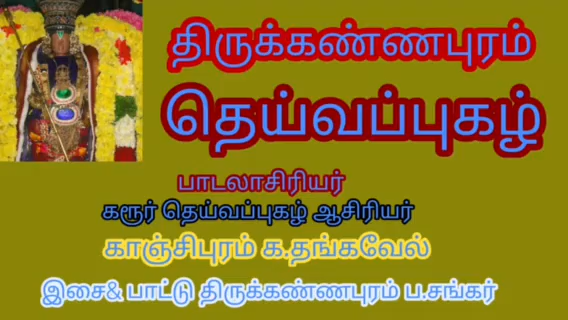 திருக்கண்ணபுரம்
தெய்வப்புகழ்
பாடலாசிரியர்
கரூர் தெய்வப்புகழ் ஆசிரியர்
காஞ்சிபுரம் க.தங்கவேல்
இசை& பாட்டு திருக்கண்ணபுரம் ப.சங்கர்